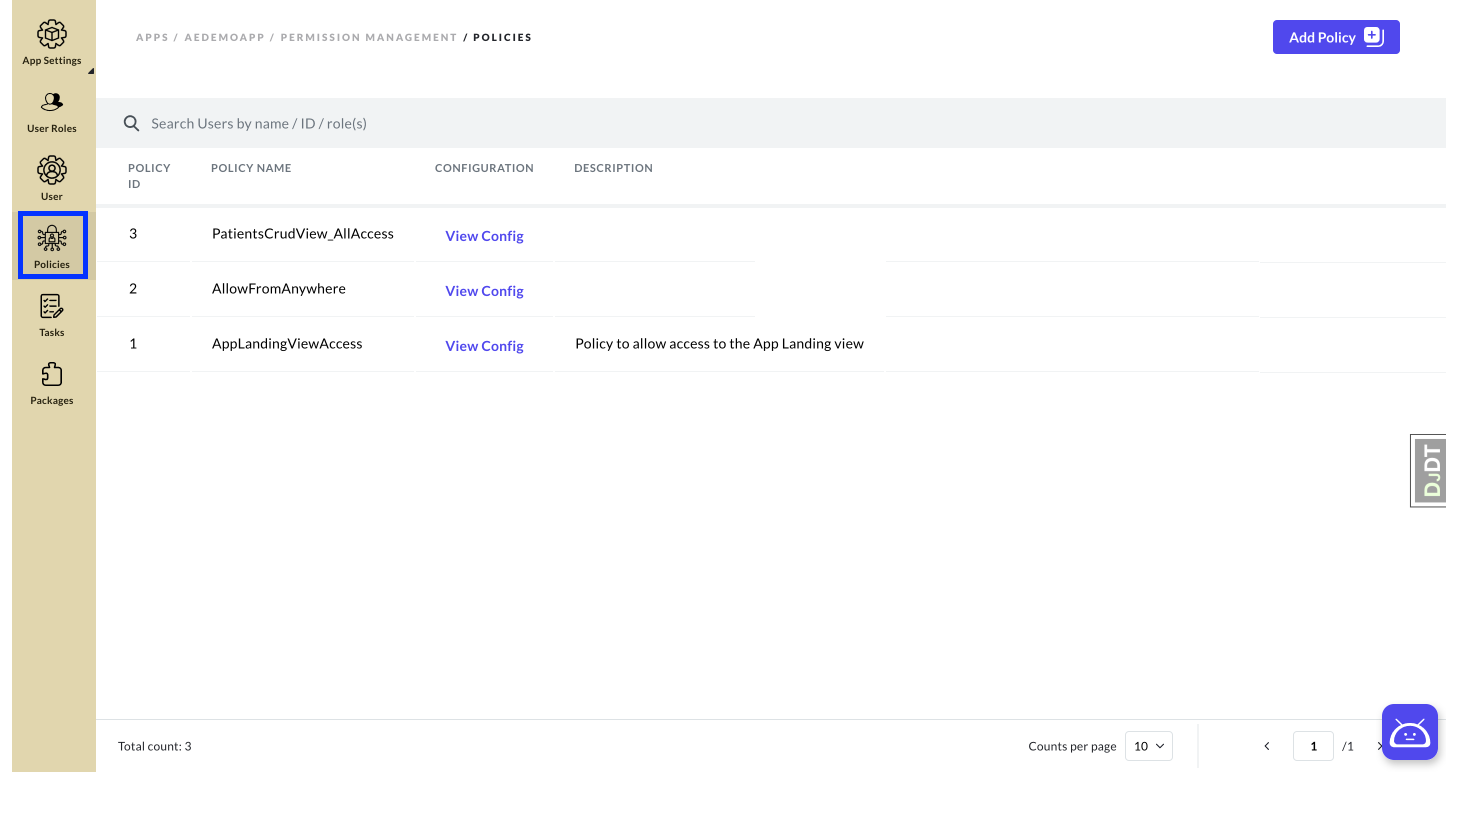 App Settings
User Roles
User
Policies
Tasks
Packages
APPS / AEDEMOAPP / PERMISSION MANAGEMENT / POLICIES
Add Policy
Search Users by name / ID / role(s)
POLICY ID POLICY NAME CONFIGURATION DESCRIPTION
3 PatientsCrudView_AllAccess View Config
2 AllowFromAnywhere View Config
1 AppLandingViewAccess View Config Policy to allow access to the App Landing view
DJDT
Total count: 3 Counts per page 10 1 /1